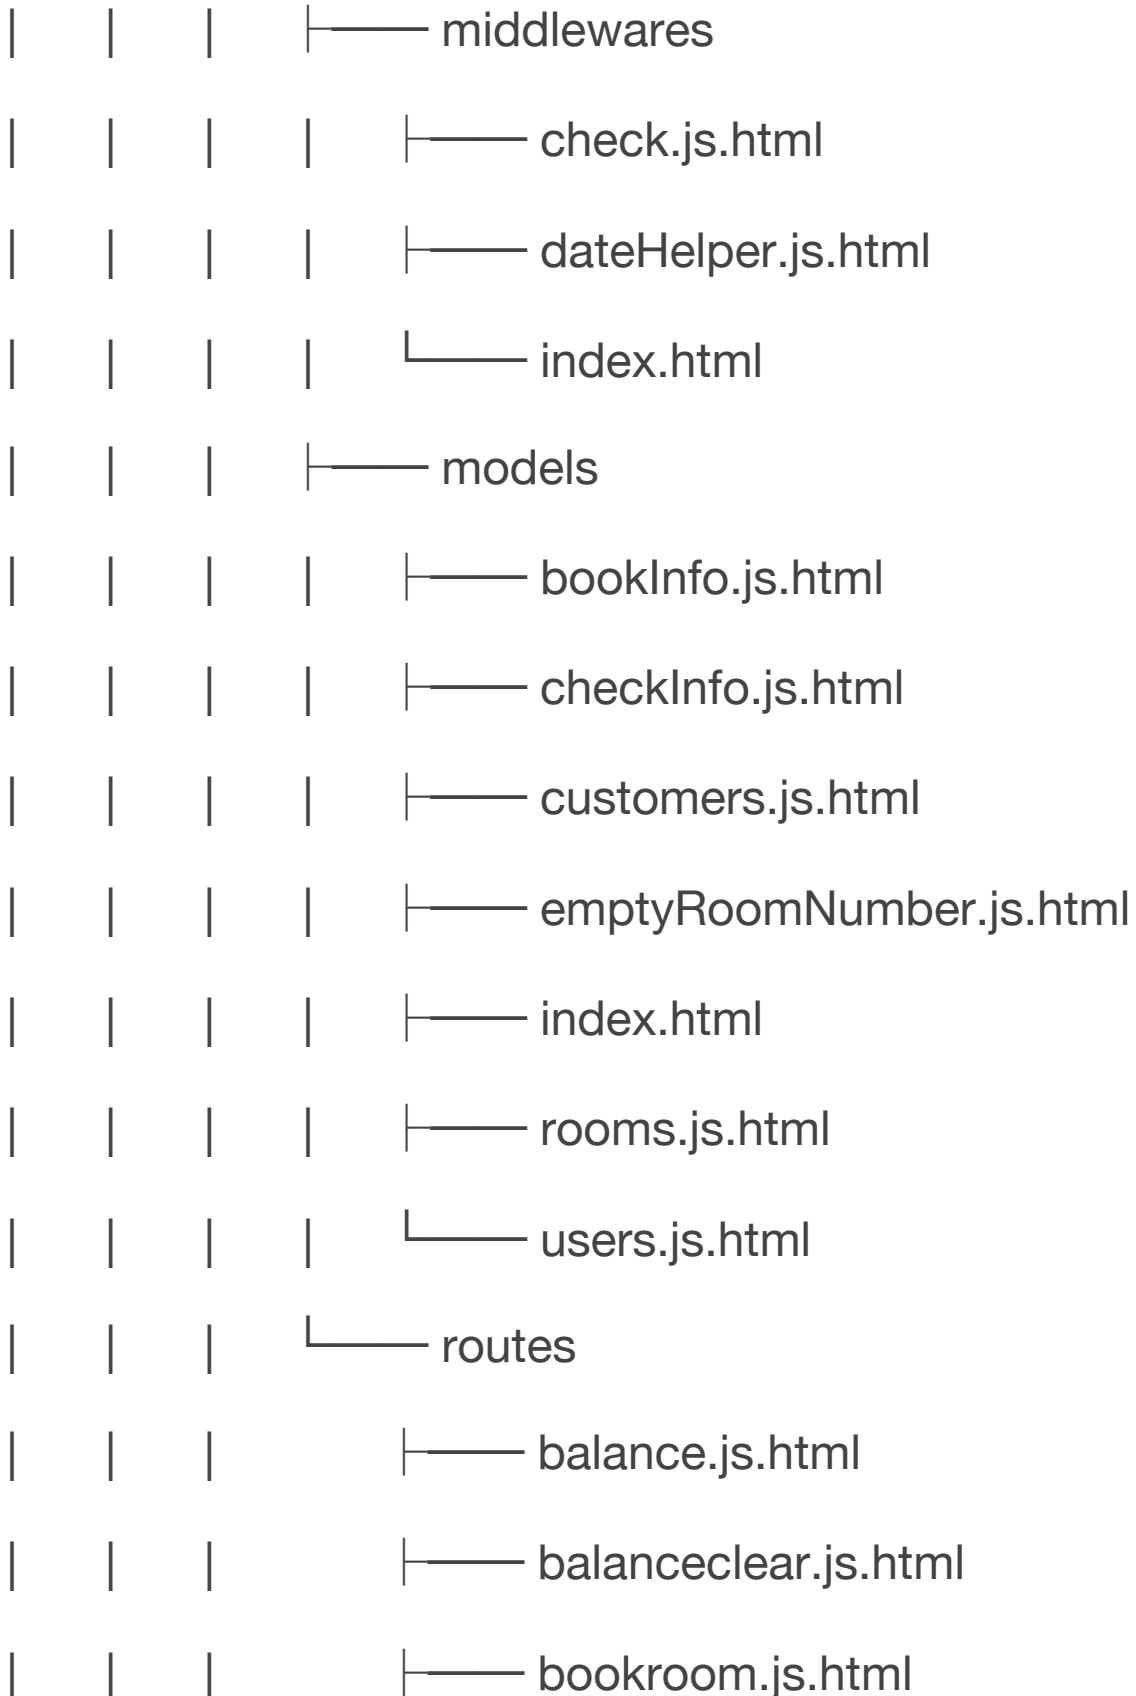 │ │ │ ├── middlewares
│ │ │ │ ├── check.js.html
│ │ │ │ ├── dateHelper.js.html
│ │ │ │ └── index.html
│ │ │ ├── models
│ │ │ │ ├── bookInfo.js.html
│ │ │ │ ├── checkInfo.js.html
│ │ │ │ ├── customers.js.html
│ │ │ │ ├── emptyRoomNumber.js.html
│ │ │ │ ├── index.html
│ │ │ │ ├── rooms.js.html
│ │ │ │ └── users.js.html
│ │ │ └── routes
│ │ │ ├── balance.js.html
│ │ │ ├── balanceclear.js.html
│ │ │ ├── bookroom.js.html